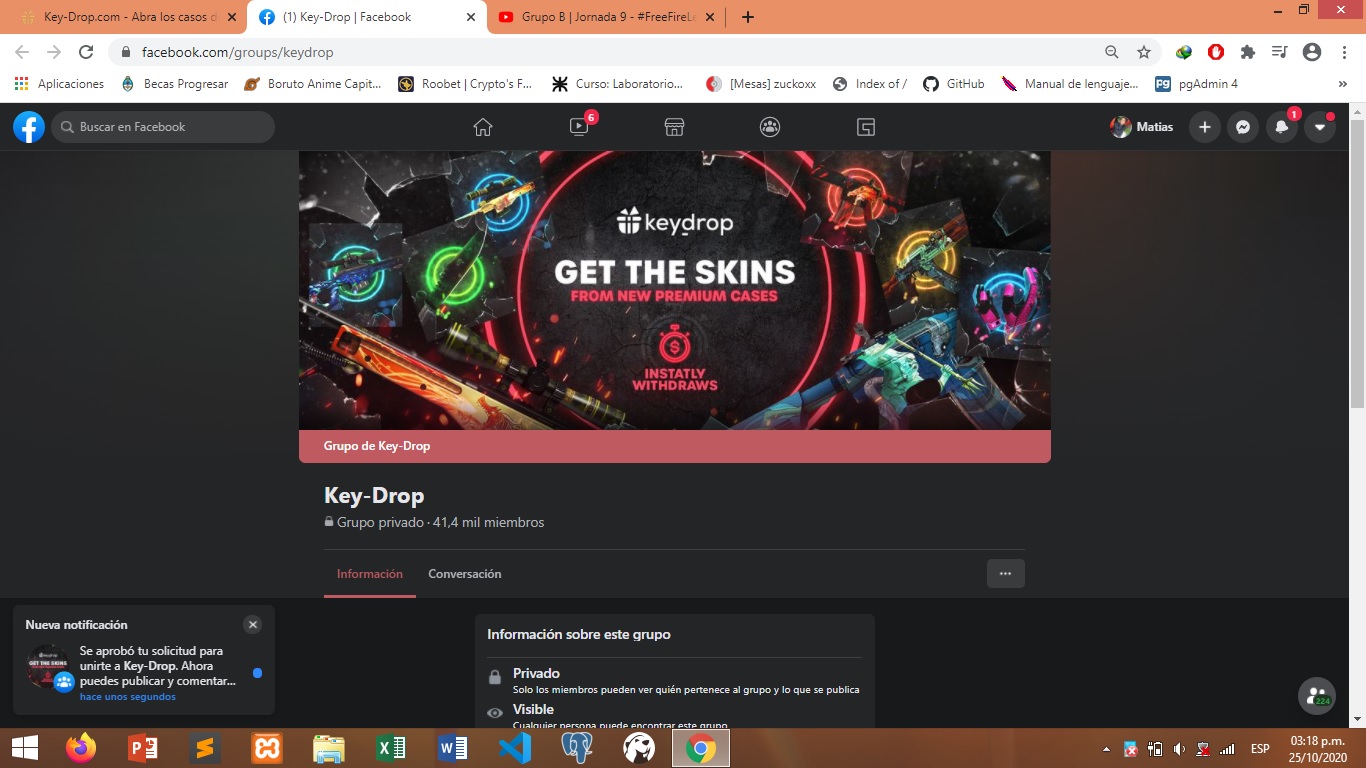 Key-Drop.com - Abra los casos d
(1) Key-Drop | Facebook
Grupo B | Jornada 9 - #FreeFireLe
facebook.com/groups/keydrop
Aplicaciones
Becas Progresar
Boruto Anime Capit...
Roobet | Crypto's F...
Curso: Laboratorio...
[Mesas] zuckoxx
Index of /
GitHub
Manual de lenguaje...
pg
pgAdmin 4
»
Buscar en Facebook
6
Matías
1
keydrop
GET THE SKINS
FROM NEW PREMIUM CASES
$
INSTATLY
WITHDRAWS
Grupo de Key-Drop
Key-Drop
Grupo privado · 41,4 mil miembros
Información
Conversación
...
Nueva notificación
Se aprobó tu solicitud para
unirte a Key-Drop. Ahora
puedes publicar y comentar...
hace unos segundos
Información sobre este grupo
Privado
Solo los miembros pueden ver quién pertenece al grupo y lo que se publica
Visible
Cualquier persona puede encontrar este grupo.
224
ESP
03:18 p.m.
25/10/2020